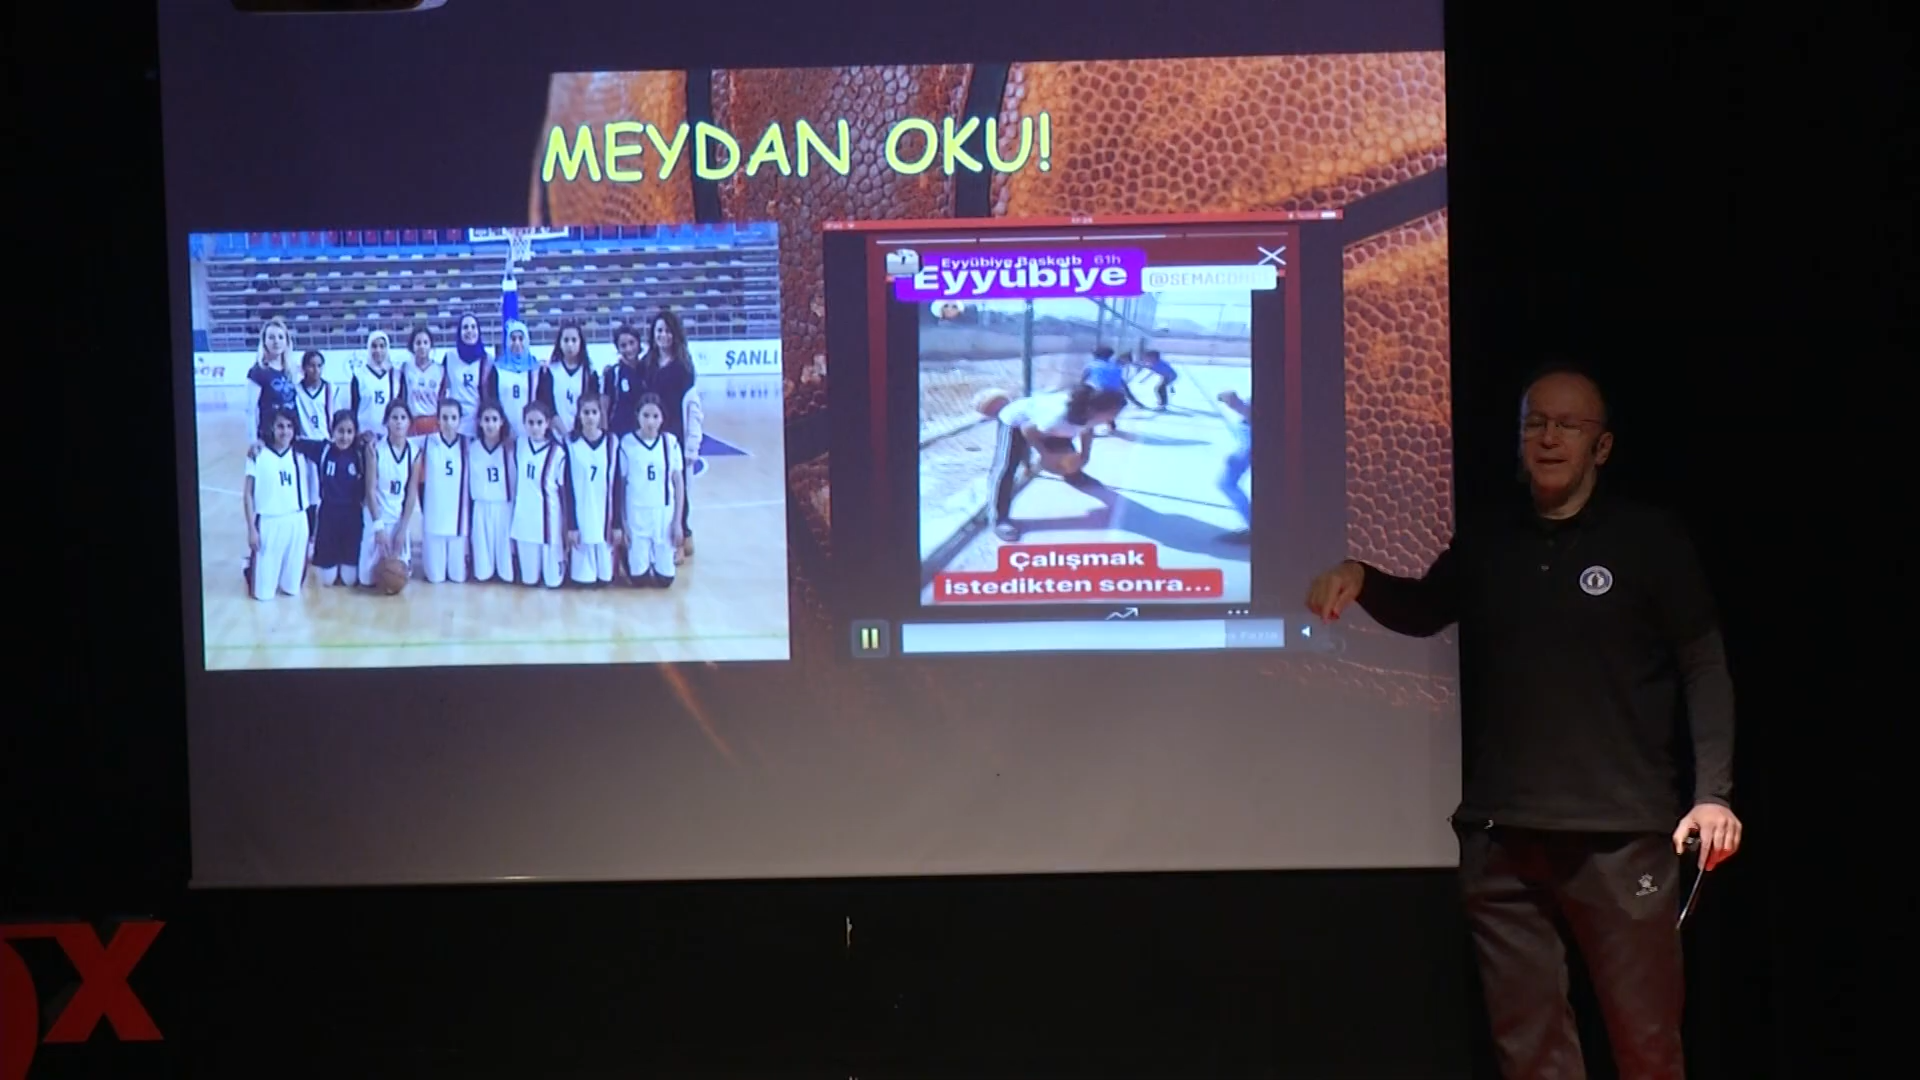 MEYDAN OKU!
Eyyübiye Basketb 61h
Eyyübiye
ŞANLI
15
12
8
4
9
14
11
10
5
13
11
7
6
Çalışmak
istedikten sonra...
X